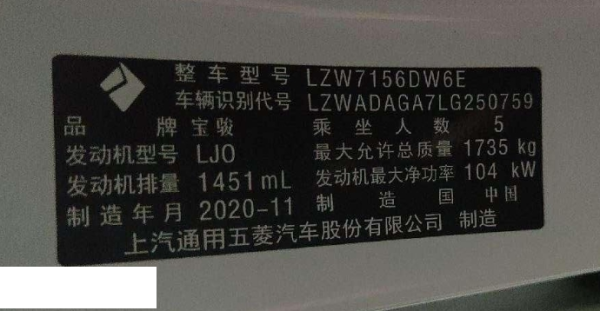 整车型号 LZW7156DW6E
车辆识别代号 LZWADAGA7LG250759
品牌 宝骏 乘坐人数 5
发动机型号 LJO 最大允许总质量 1735 kg
发动机排量 1451mL 发动机最大净功率 104 kW
制造年月 2020-11 制造国 中国
上汽通用五菱汽车股份有限公司 制造